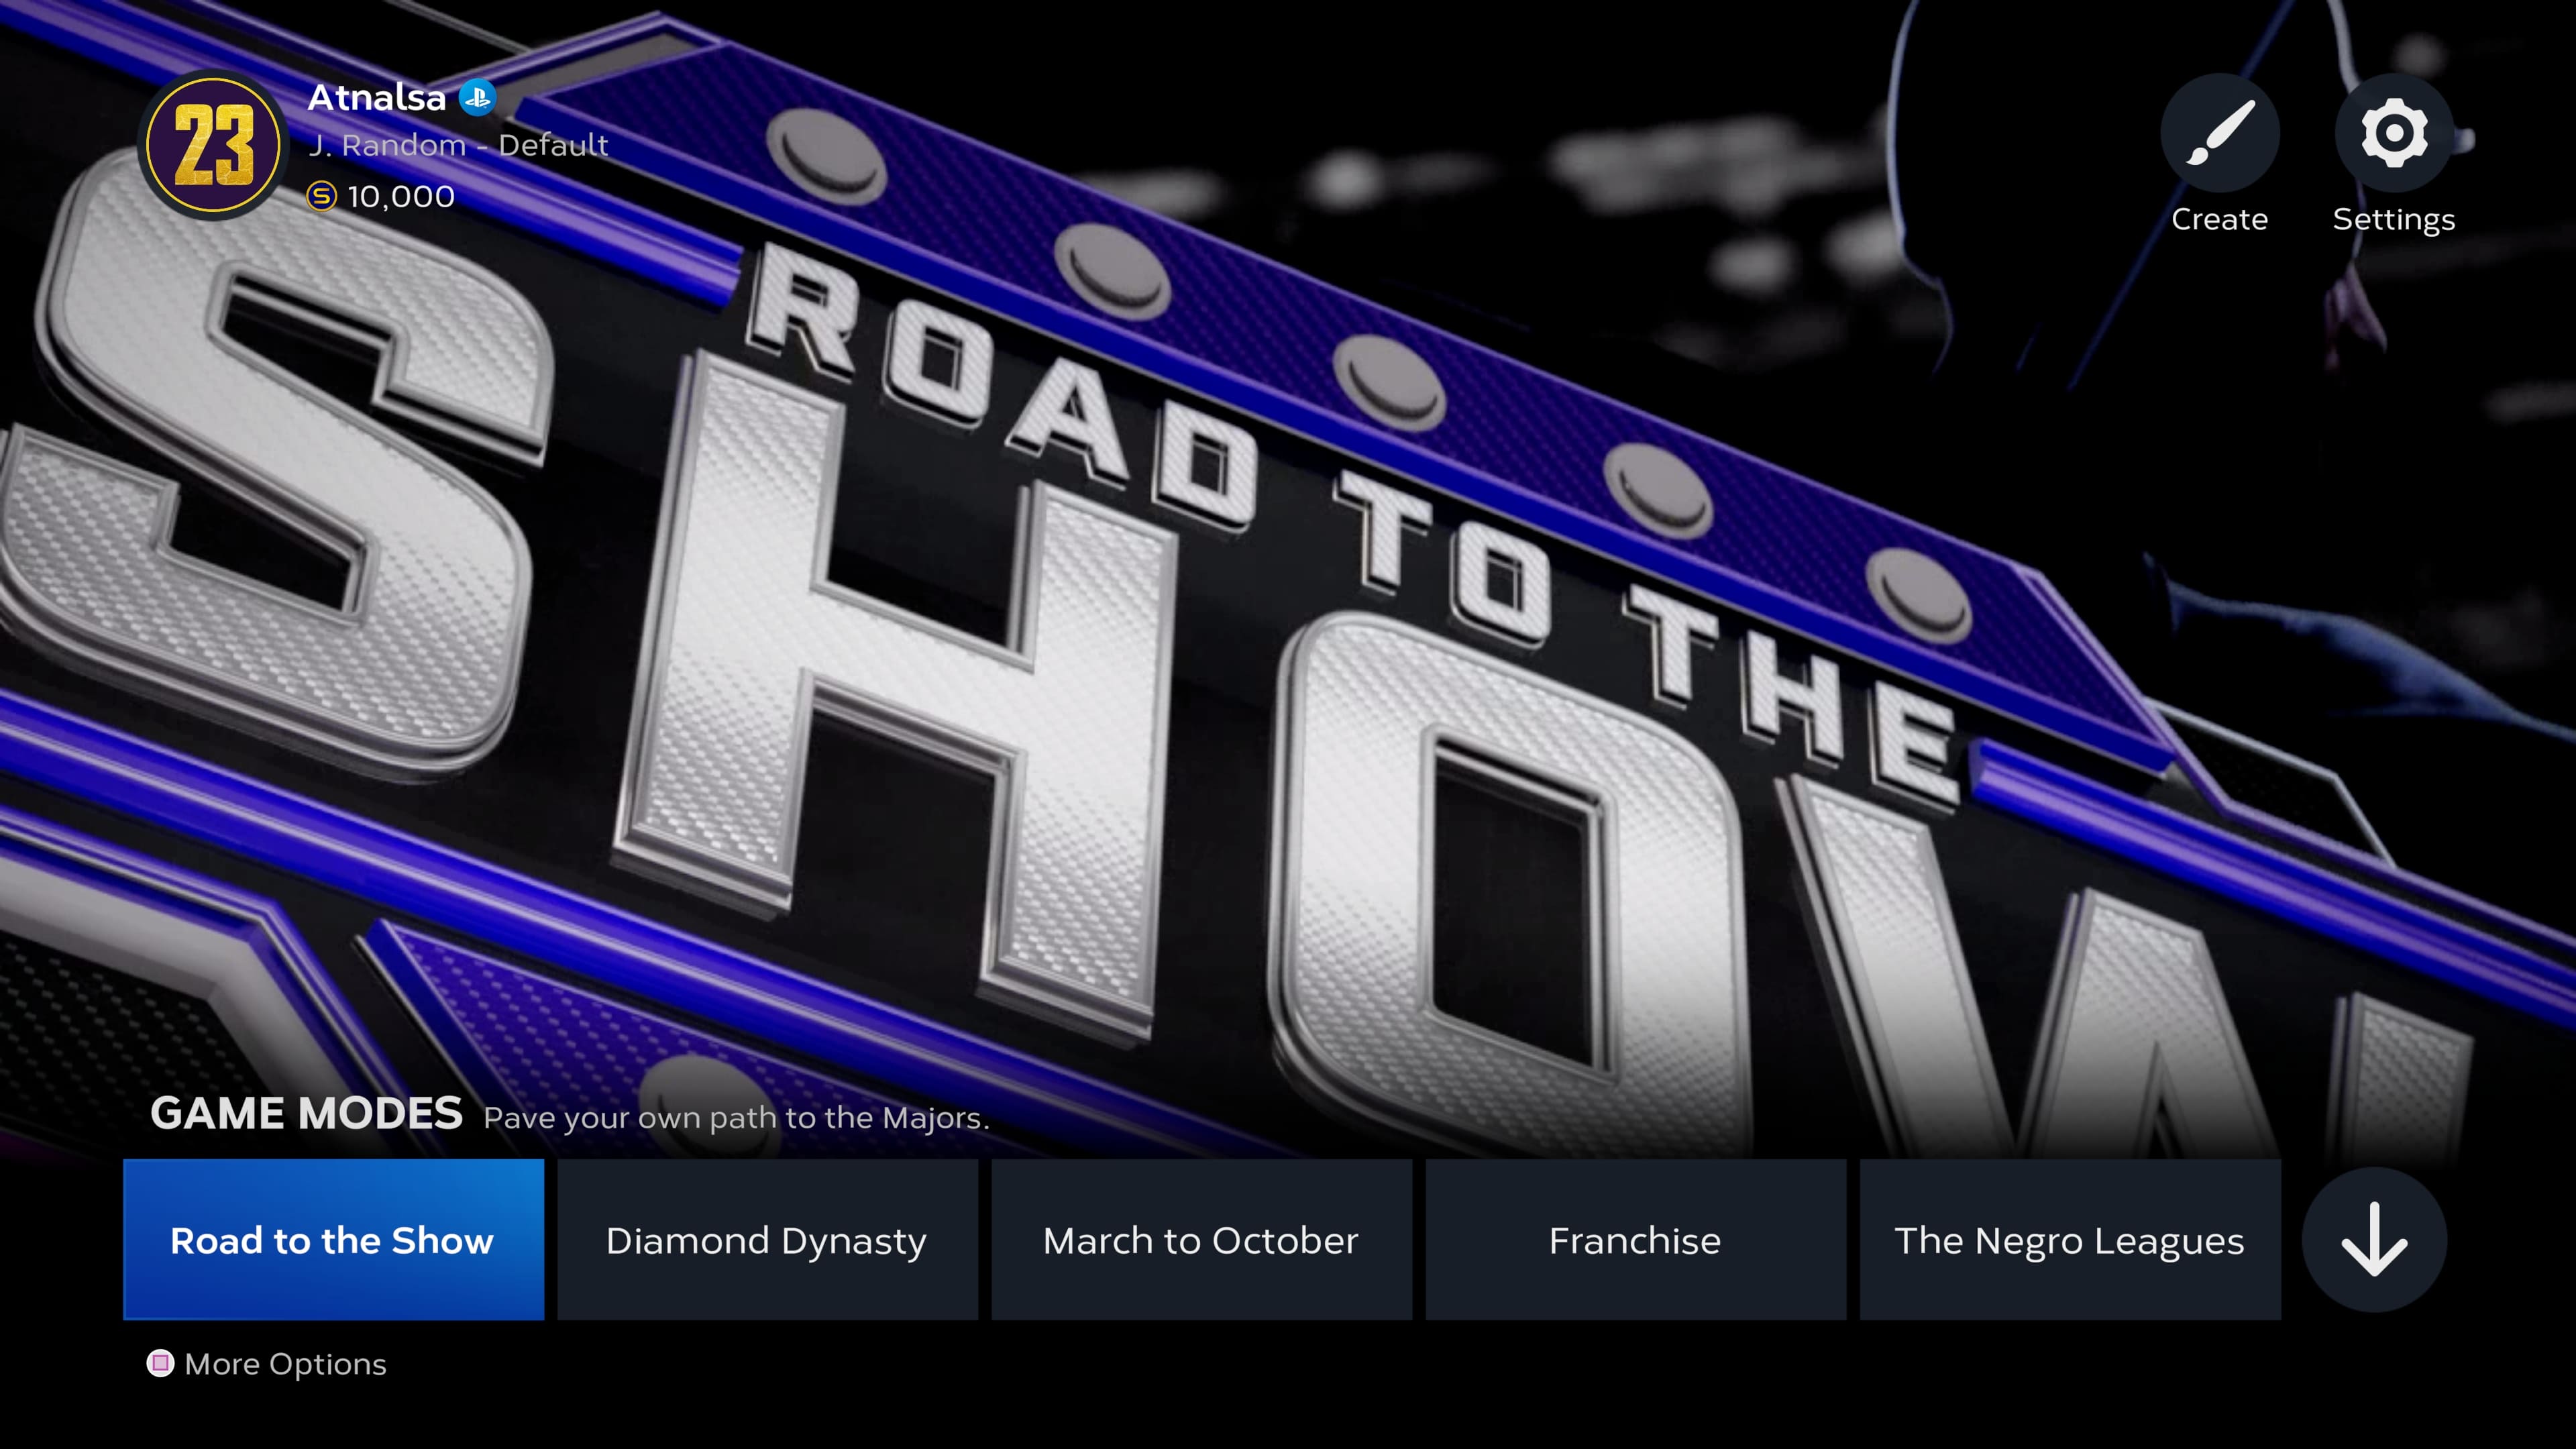 23
Atnalsa
J. Random - Default
S 10,000
Create
Settings
ROAD TO THE
SHOW
GAME MODES Pave your own path to the Majors.
Road to the Show
Diamond Dynasty
March to October
Franchise
The Negro Leagues
More Options